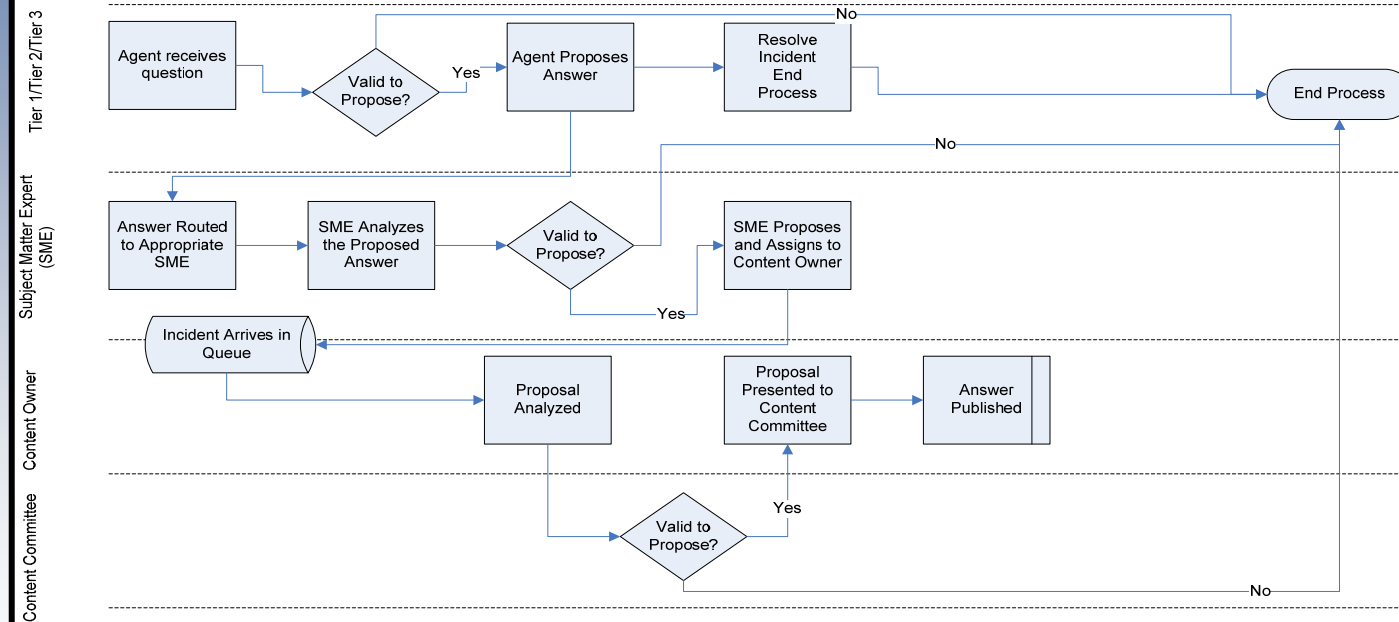 Tier 1/Tier 2/Tier 3
No
Agent receives
question
Valid to
Propose?
Yes
Agent Proposes
Answer
Resolve
Incident
End
Process
End Process
No
Subject Matter Expert
(SME)
Answer Routed
to Appropriate
SME
SME Analyzes
the Proposed
Answer
Valid to
Propose?
Yes
SME Proposes
and Assigns to
Content Owner
Incident Arrives in
Queue
Content Owner
Proposal
Analyzed
Proposal
Presented to
Content
Committee
Answer
Published
Content Committee
Valid to
Propose?
Yes
No